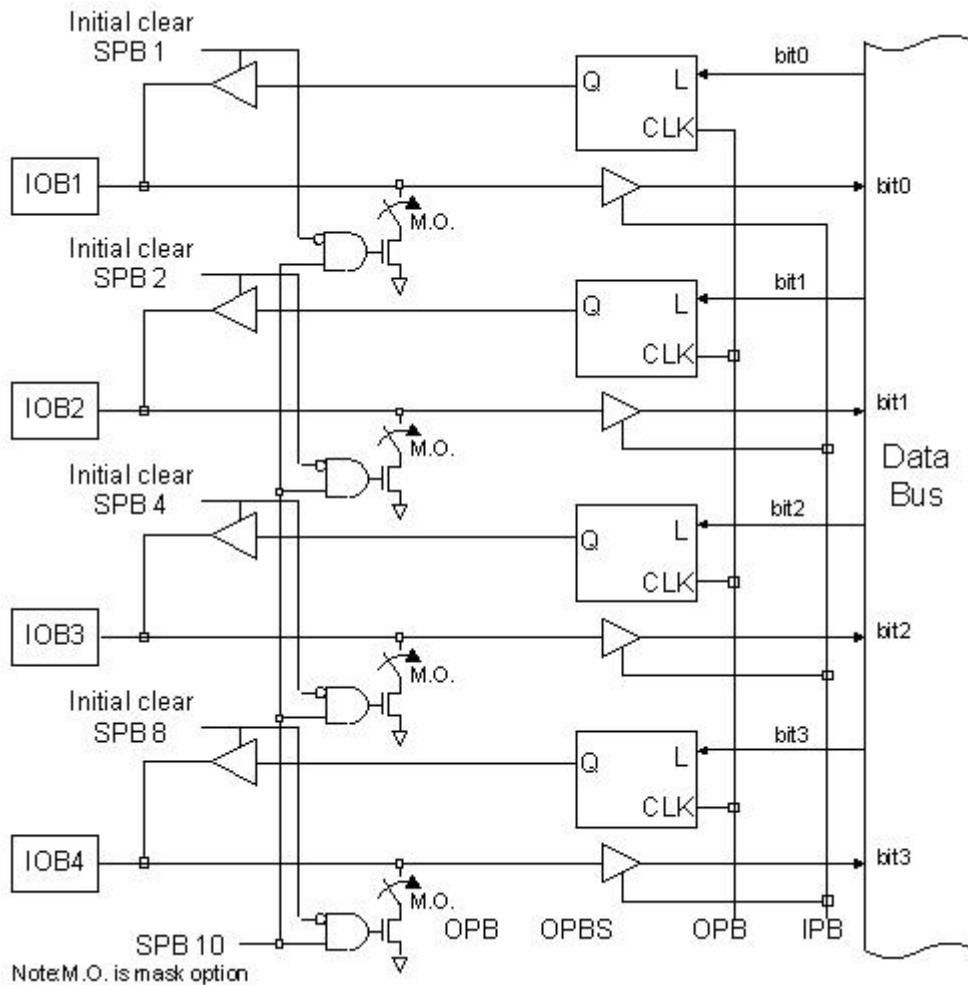 Initial clear
SPB 1
bit0
Q L
CLK
IOB1
bit0
M.O.
Initial clear
SPB 2
bit1
Q L
CLK
IOB2
bit1
M.O.
Data
Bus
Initial clear
SPB 4
bit2
Q L
CLK
IOB3
bit2
M.O.
Initial clear
SPB 8
bit3
Q L
CLK
IOB4
bit3
M.O.
SPB 10
OPB OPBS OPB IPB
Note:M.O. is mask option